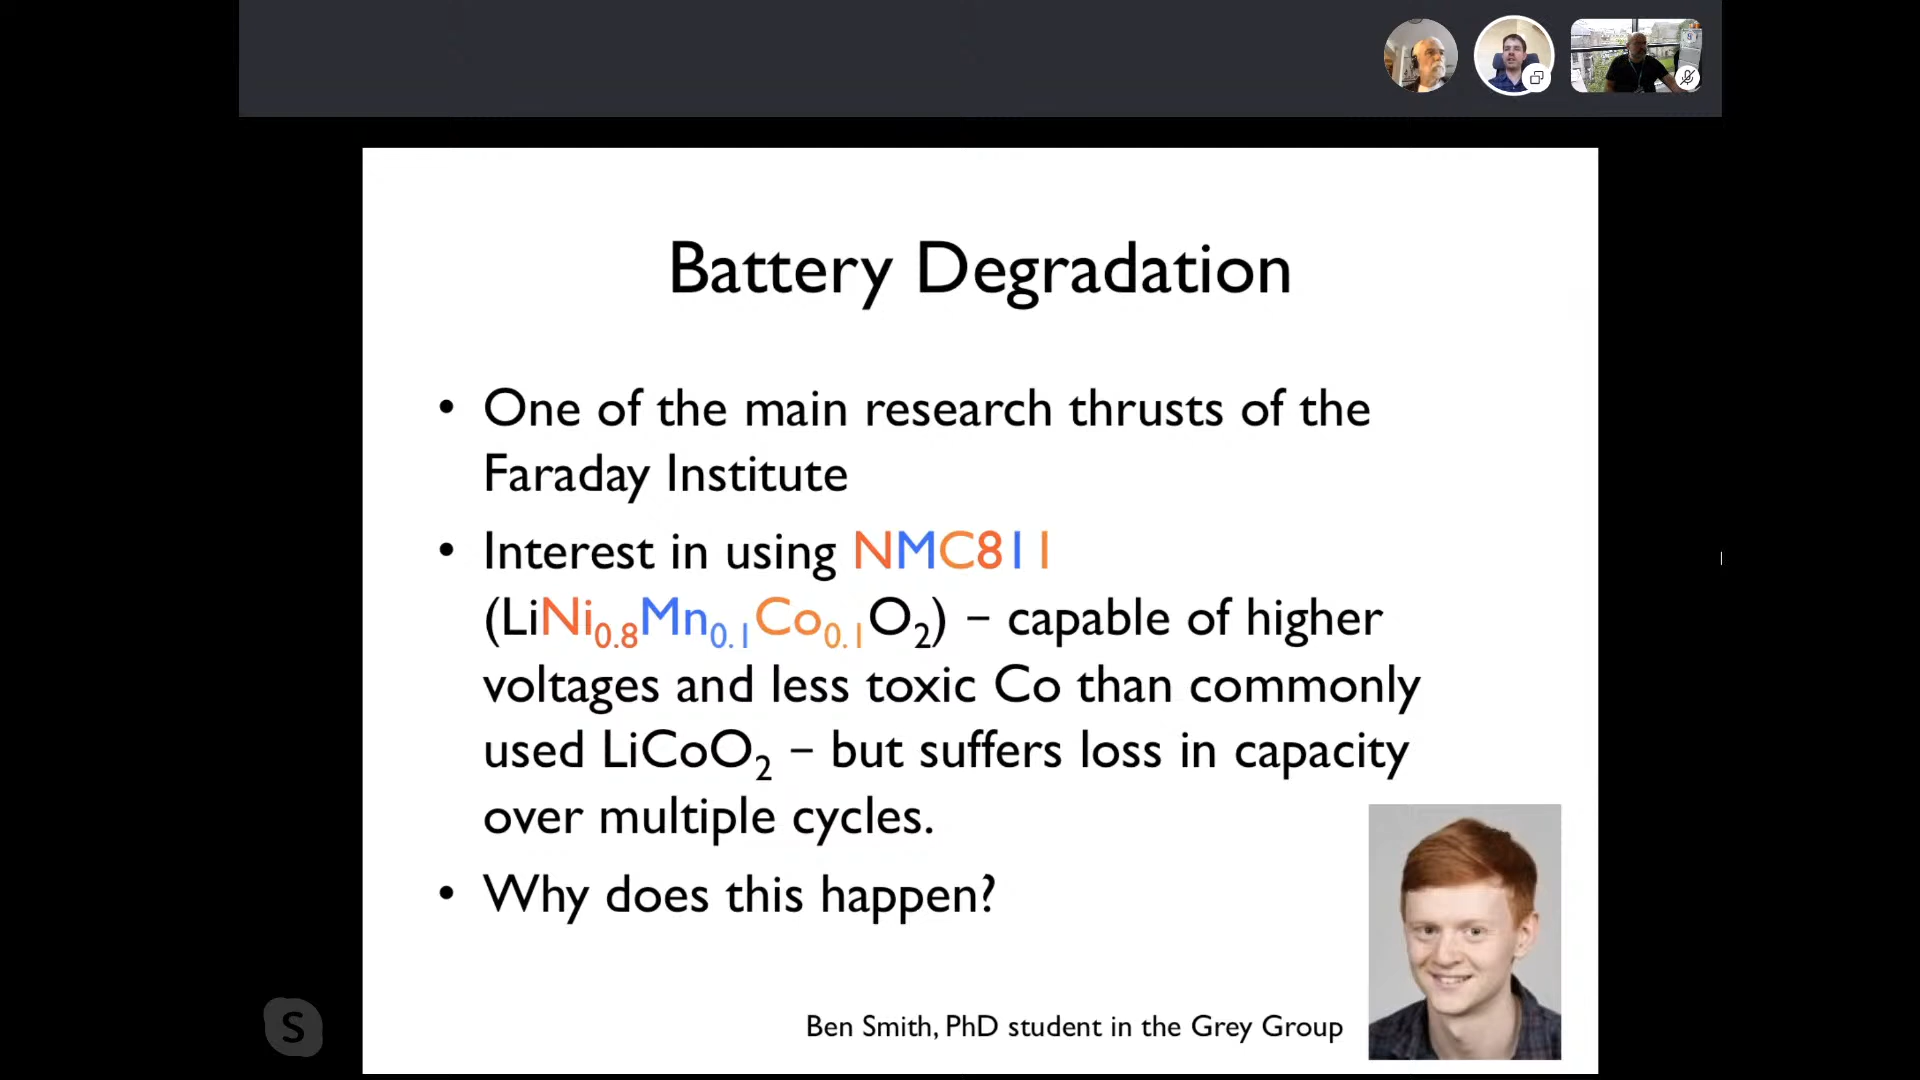 Battery Degradation
• One of the main research thrusts of the
Faraday Institute
• Interest in using NMC811
(LiNi0.8Mn0.1Co0.1O2) – capable of higher
voltages and less toxic Co than commonly
used LiCoO2 – but suffers loss in capacity
over multiple cycles.
• Why does this happen?
Ben Smith, PhD student in the Grey Group
S